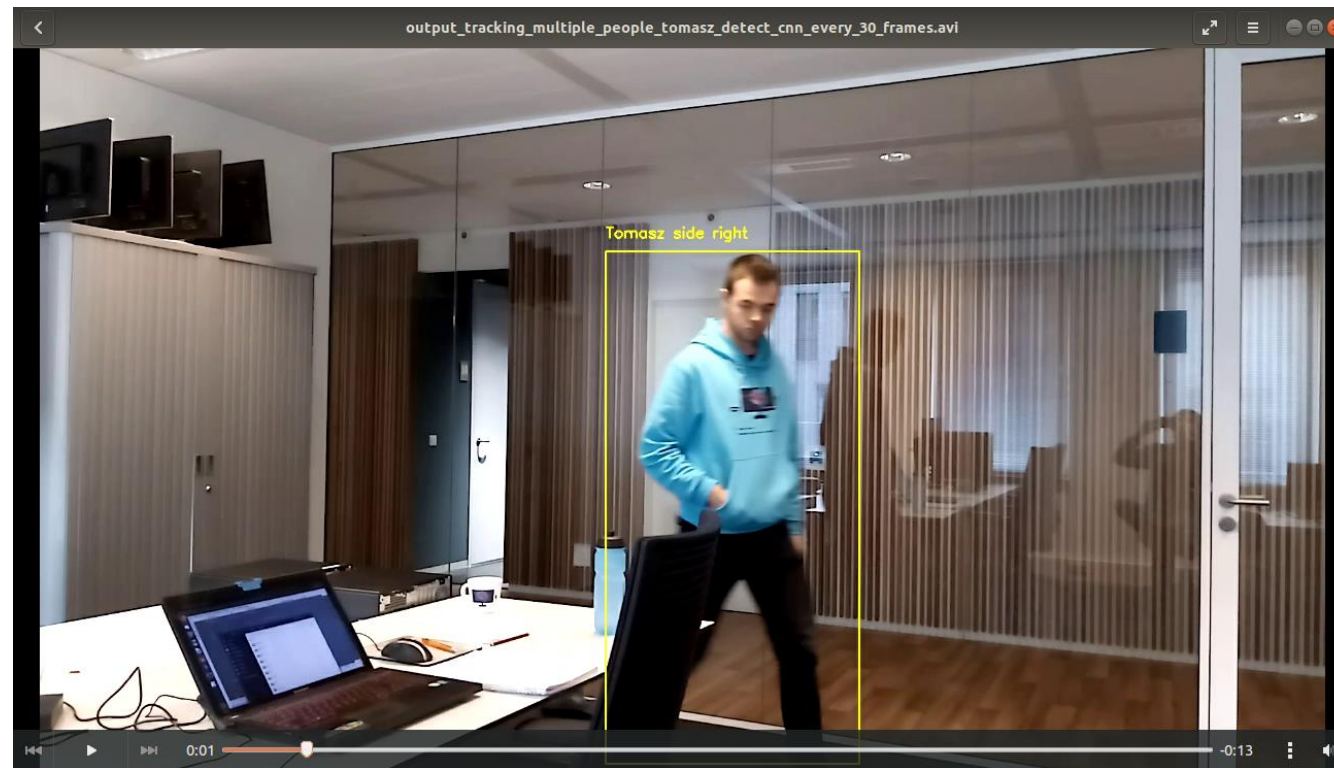 output_tracking_multiple_people_tomasz_detect_cnn_every_30_frames.avi
Tomasz side right
0:01
-0:13